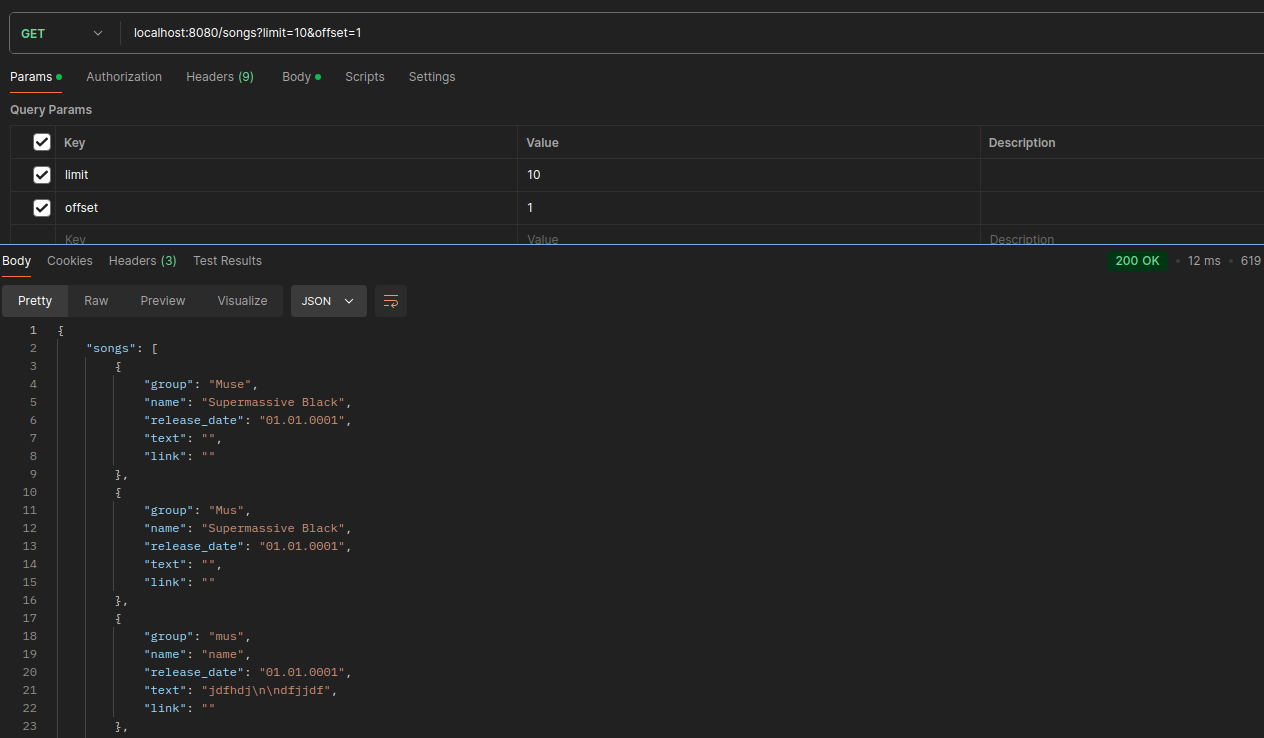 GET localhost:8080/songs?limit=10&offset=1
Params Authorization Headers (9) Body Scripts Settings
Query Params
Key Value Description
limit 10
offset 1
Key Value Description
Body Cookies Headers (3) Test Results 200 OK • 12 ms • 619
Pretty Raw Preview Visualize JSON
1 {
2 "songs": [
3 {
4 "group": "Muse",
5 "name": "Supermassive Black",
6 "release_date": "01.01.0001",
7 "text": "",
8 "link": ""
9 },
10 {
11 "group": "Mus",
12 "name": "Supermassive Black",
13 "release_date": "01.01.0001",
14 "text": "",
15 "link": ""
16 },
17 {
18 "group": "mus",
19 "name": "name",
20 "release_date": "01.01.0001",
21 "text": "jdfhdj\n\ndfjjdf",
22 "link": ""
23 },